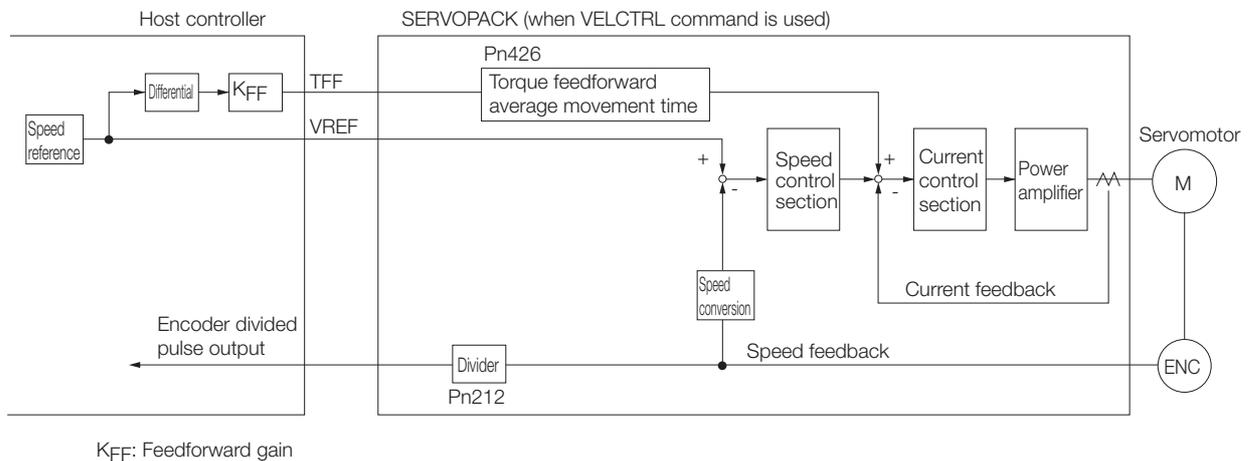 Host controller
SERVOPACK (when VELCTRL command is used)
Pn426
Differential
KFF
TFF
Torque feedforward
average movement time
Speed
reference
VREF
+
-
Speed
control
section
+
-
Current
control
section
Power
amplifier
Servomotor
M
Speed
conversion
Current feedback
Encoder divided
pulse output
Divider
Pn212
Speed feedback
ENC
KFF: Feedforward gain